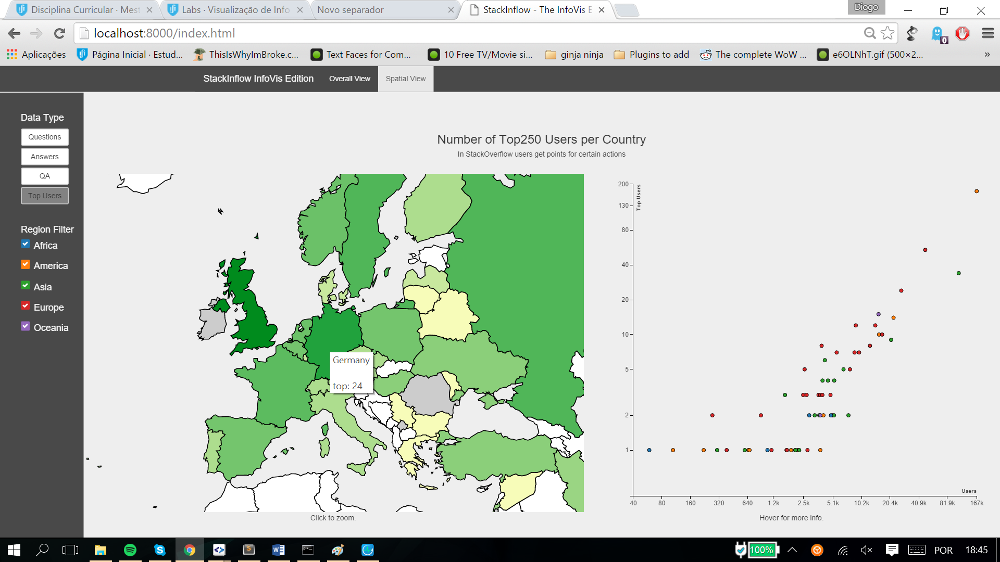 Disciplina Curricular · Mest
Labs · Visualização de Info
Novo separador
StackInflow - The InfoVis E
Diogo
localhost:8000/index.html
0
Aplicações
Página Inicial · Estud...
ThisIsWhyImBroke.c...
Text Faces for Com...
10 Free TV/Movie si...
ginja ninja
Plugins to add
The complete WoW ...
e6OLNhT.gif (500×2...
»
StackInflow InfoVis Edition
Overall View
Spatial View
Data Type
Questions
Answers
QA
Top Users
Region Filter
Africa
America
Asia
Europe
Oceania
Number of Top250 Users per Country
In StackOverflow users get points for certain actions
Germany
top: 24
Click to zoom.
Top Users
200
130
80
40
20
10
5
2
1
Users
40 80 160 320 640 1.2k 2.5k 5.1k 10.2k 20.4k 40.9k 81.9k 167k
Hover for more info.
100%
POR
18:45